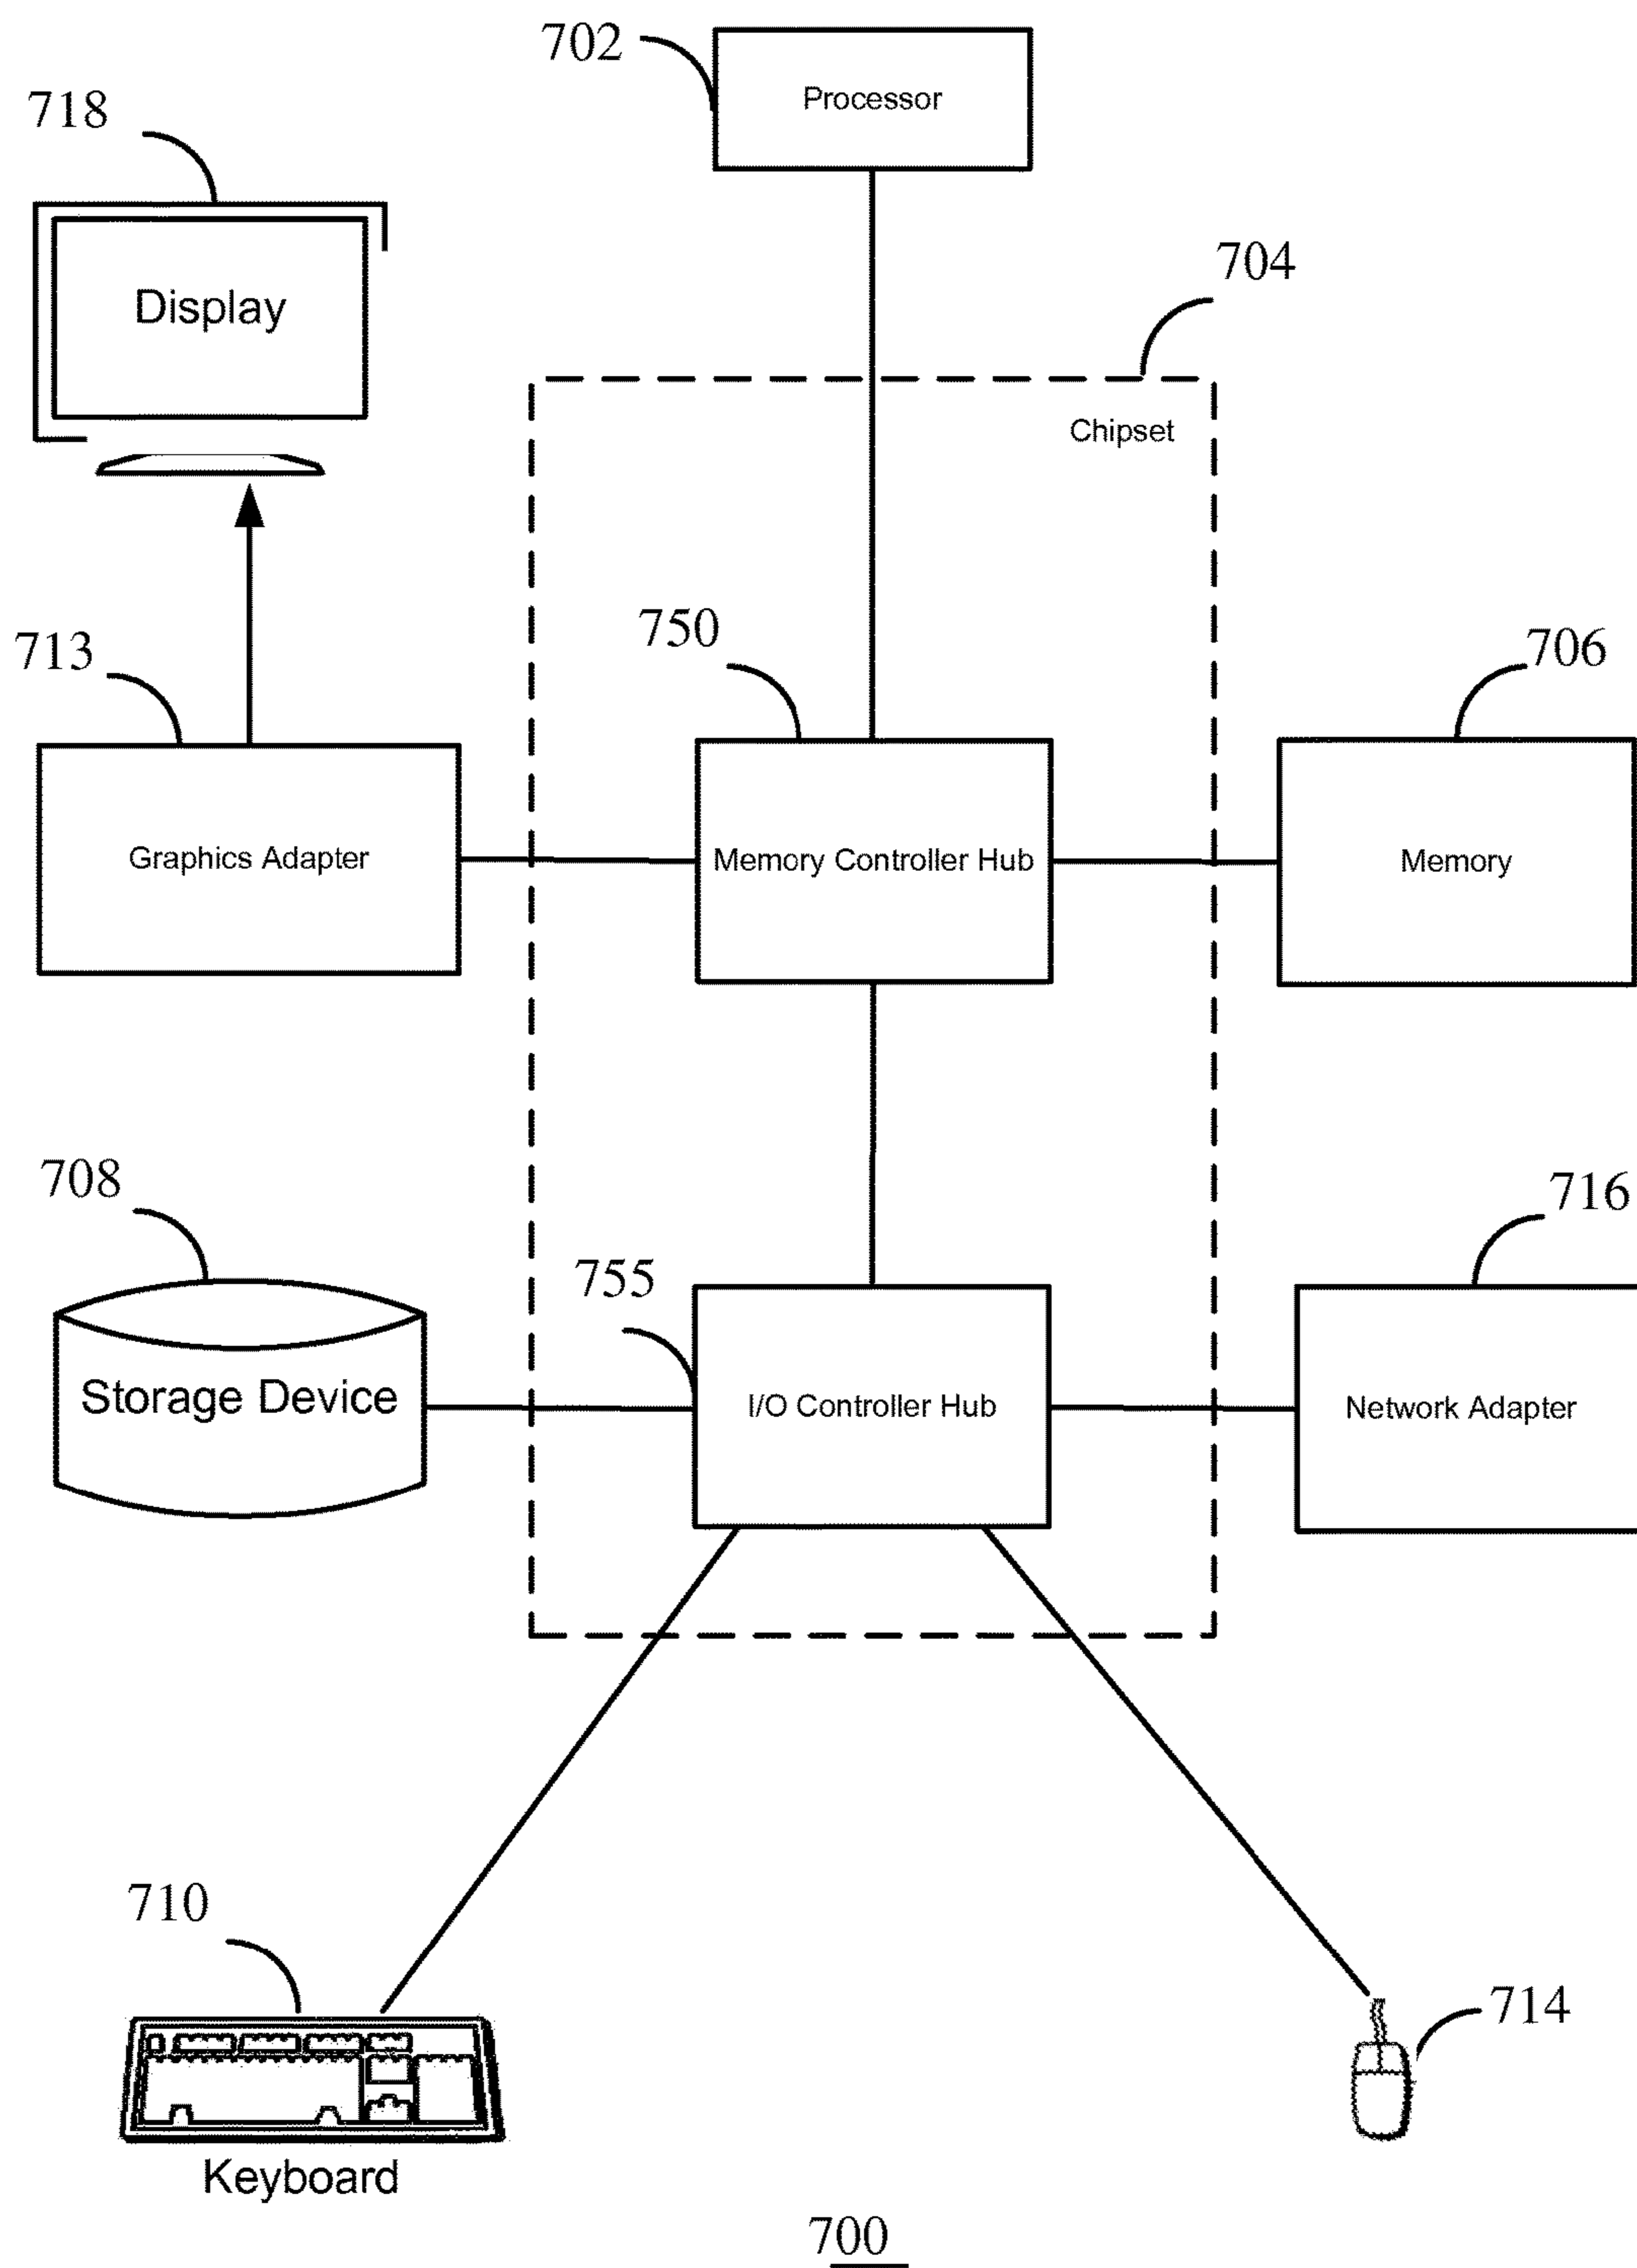 702
Processor
718
Display
704
Chipset
750
713
706
Graphics Adapter
Memory Controller Hub
Memory
708
716
755
Storage Device
I/O Controller Hub
Network Adapter
710
714
Keyboard
700